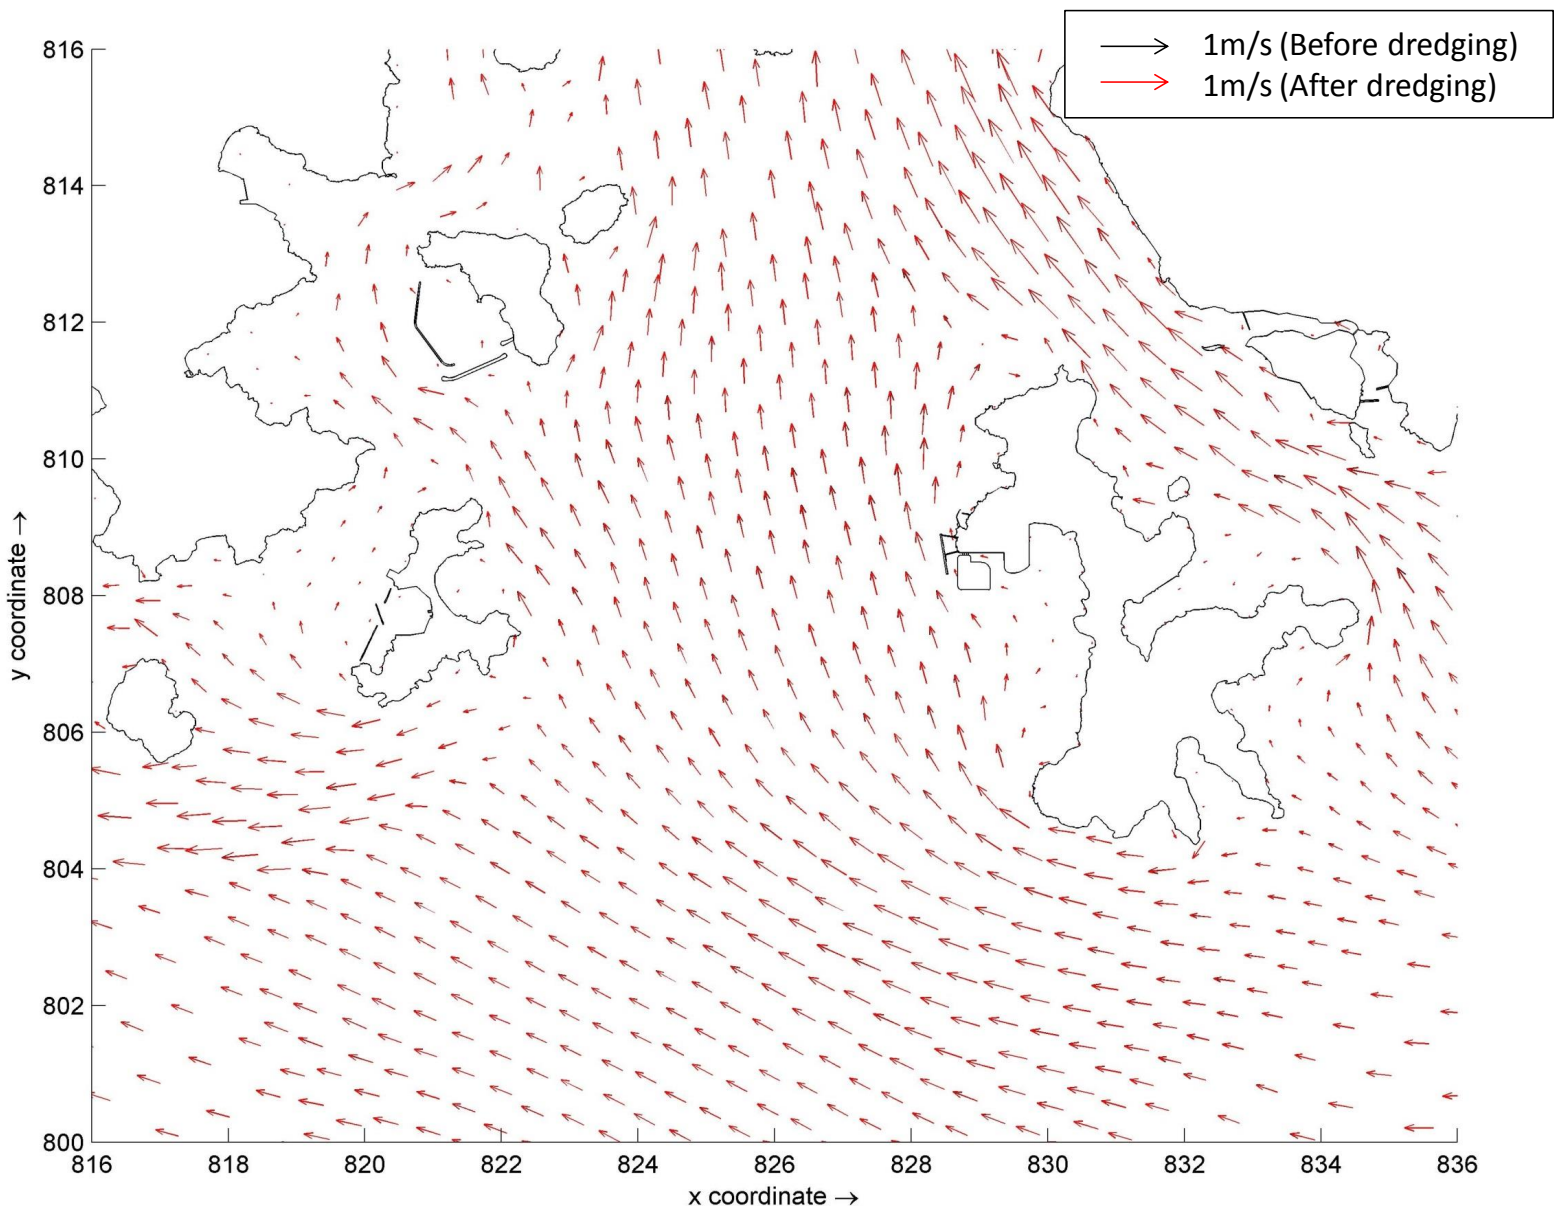 1m/s (Before dredging)
1m/s (After dredging)
816
814
812
810
808
806
804
802
800
y coordinate →
816 818 820 822 824 826 828 830 832 834 836
x coordinate →